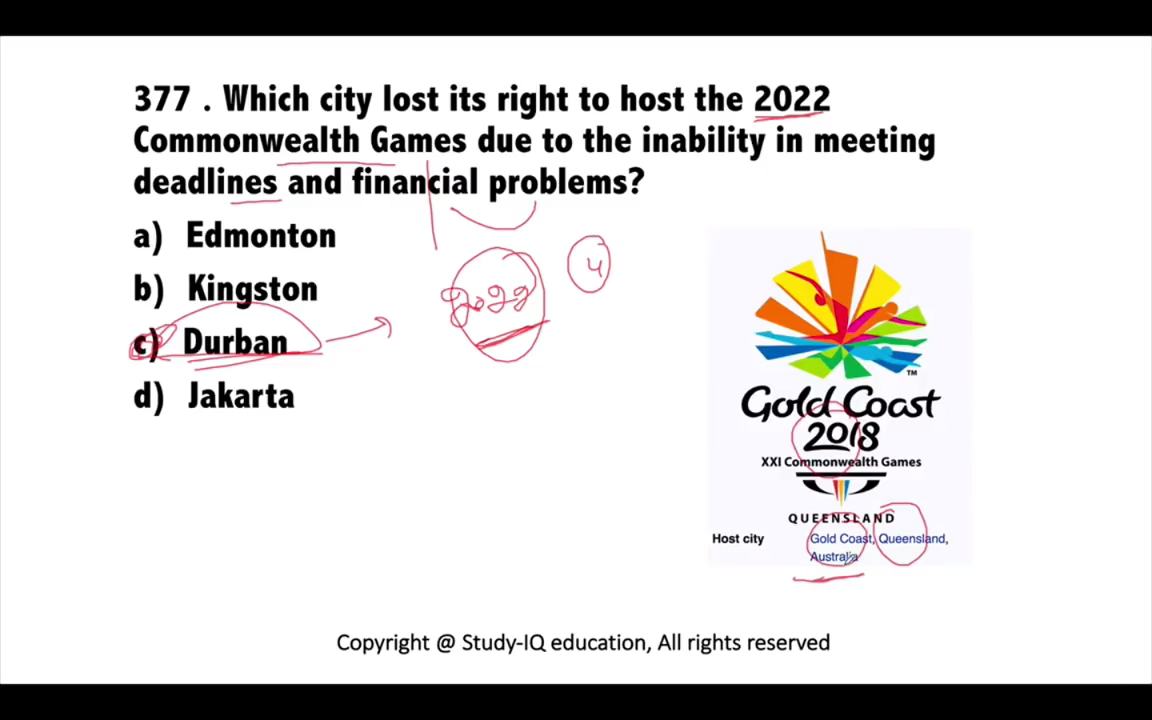 377 . Which city lost its right to host the 2022
Commonwealth Games due to the inability in meeting
deadlines and financial problems?
a) Edmonton
b) Kingston
c) Durban
d) Jakarta
2022
4
TM
Gold Coast
2018
XXI Commonwealth Games
QUEENSLAND
Host city Gold Coast, Queensland,
Australia
Copyright @ Study-IQ education, All rights reserved